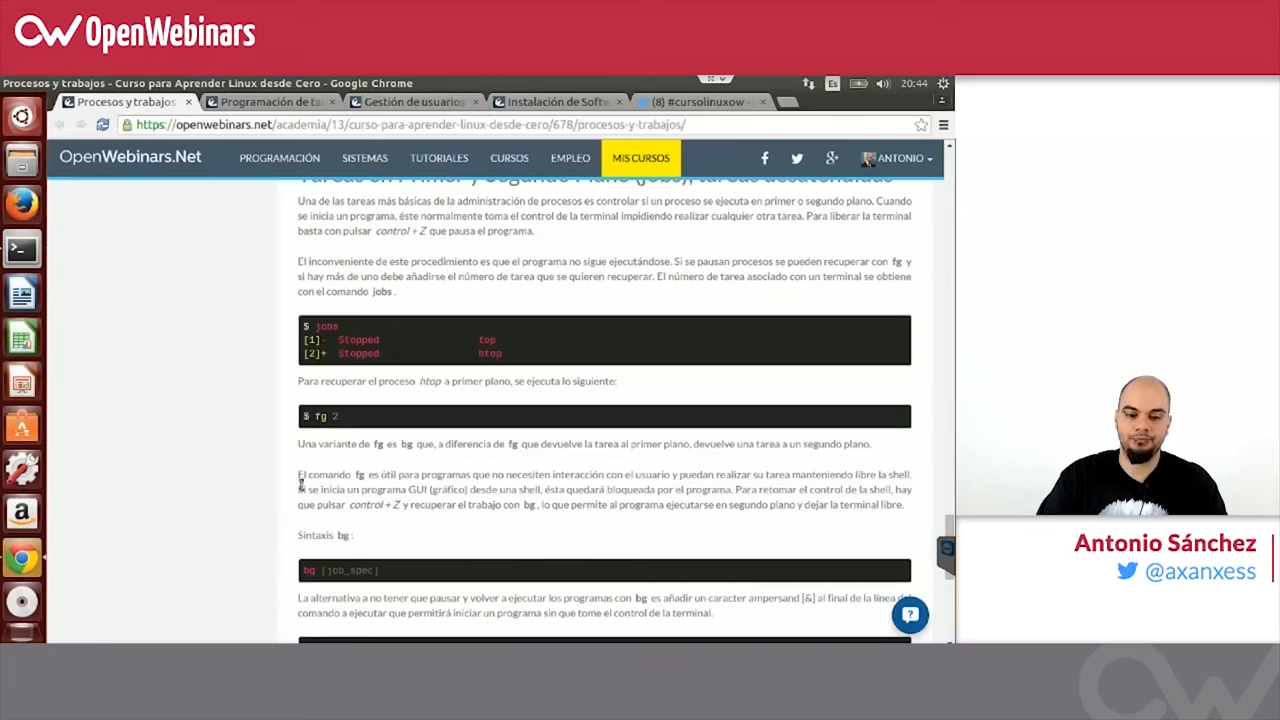 OpenWebinars
Procesos y trabajos - Curso para Aprender Linux desde Cero - Google Chrome
Es
20:44
Procesos y trabajos ×
Programación de ta ×
Gestión de usuarios ×
Instalación de Softw ×
(8) #cursolinuxow ×
https://openwebinars.net/academia/13/curso-para-aprender-linux-desde-cero/678/procesos-y-trabajos/
OpenWebinars.Net
PROGRAMACIÓN
SISTEMAS
TUTORIALES
CURSOS
EMPLEO
MIS CURSOS
ANTONIO
Tareas en Primer y Segundo Plano (jobs), tareas desatendidas
Una de las tareas más básicas de la administración de procesos es controlar si un proceso se ejecuta en primer o segundo plano. Cuando
se inicia un programa, éste normalmente toma el control de la terminal impidiendo realizar cualquier otra tarea. Para liberar la terminal
basta con pulsar control + Z que pausa el programa.
El inconveniente de este procedimiento es que el programa no sigue ejecutándose. Si se pausan procesos se pueden recuperar con fg y
si hay más de uno debe añadirse el número de tarea que se quieren recuperar. El número de tarea asociado con un terminal se obtiene
con el comando jobs .
$ jobs
[1]- Stopped top
[2]+ Stopped htop
Para recuperar el proceso htop a primer plano, se ejecuta lo siguiente:
$ fg 2
Una variante de fg es bg que, a diferencia de fg que devuelve la tarea al primer plano, devuelve una tarea a un segundo plano.
El comando fg es útil para programas que no necesiten interacción con el usuario y puedan realizar su tarea manteniendo libre la shell.
Si se inicia un programa GUI (gráfico) desde una shell, ésta quedará bloqueada por el programa. Para retomar el control de la shell, hay
que pulsar control + Z y recuperar el trabajo con bg , lo que permite al programa ejecutarse en segundo plano y dejar la terminal libre.
Sintaxis bg :
bg [job_spec]
La alternativa a no tener que pausar y volver a ejecutar los programas con bg es añadir un caracter ampersand [&] al final de la línea
comando a ejecutar que permitirá iniciar un programa sin que tome el control de la terminal.
Antonio Sánchez
@axanxess